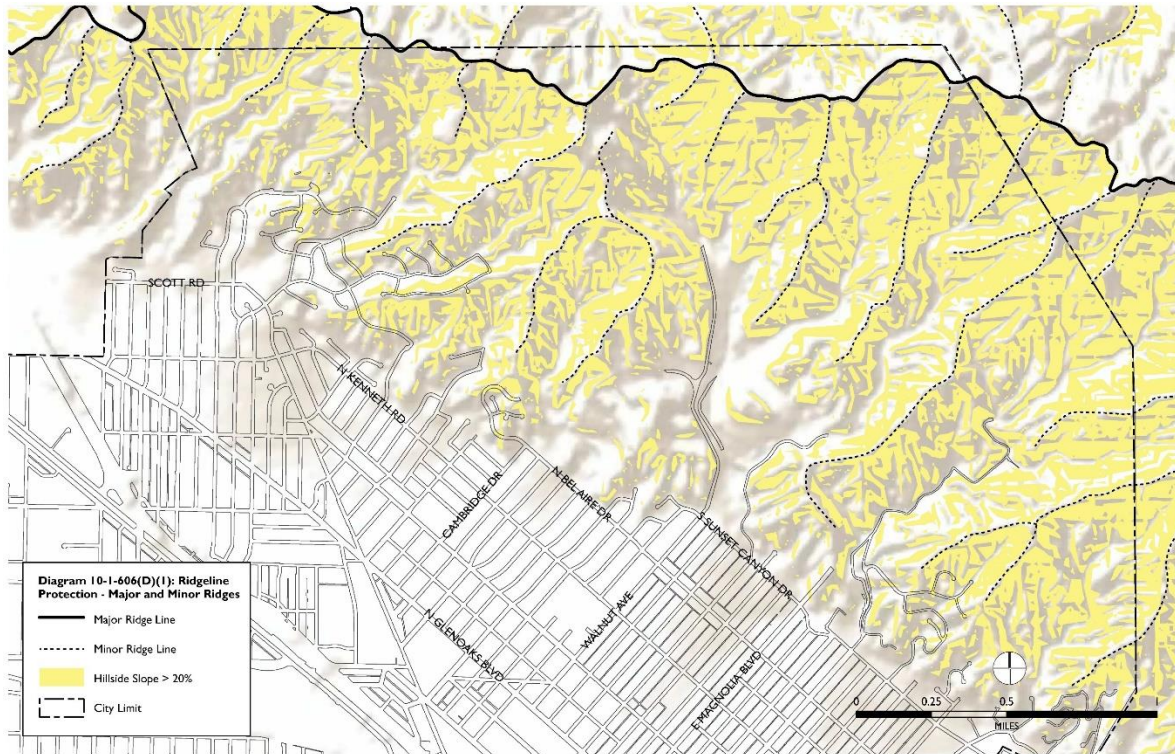 SCOTT RD
N KENNETH RD
CAMBRIDGE DR
N BEL AIRE DR
S SUNSET CANYON DR
WALNUT AVE
N GLENOAKS BLVD
E MAGNOLIA BLVD
Diagram 10-1-606(D)(1): Ridgeline
Protection - Major and Minor Ridges
Major Ridge Line
Minor Ridge Line
Hillside Slope > 20%
City Limit
0 0.25 0.5
MILES